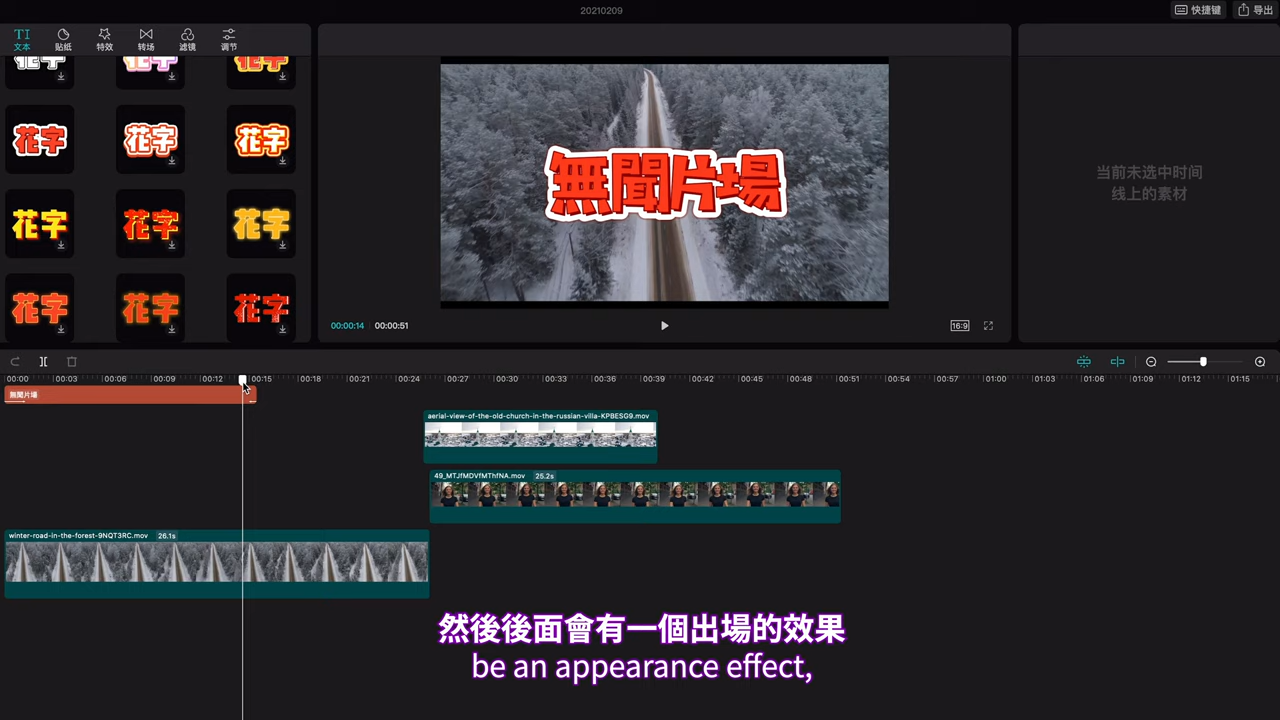 20210209
快捷键
导出
TI
文本
贴纸
特效
转场
滤镜
调节
花字
花字
花字
花字
花字
花字
花字
花字
花字
無聞片場
当前未选中时间
线上的素材
00:00:14
00:00:51
16:9
00:00 00:03 00:06 00:09 00:12 00:15 00:18 00:21 00:24 00:27 00:30 00:33 00:36 00:39 00:42 00:45 00:48 00:51 00:54 00:57 01:00 01:03 01:06 01:09 01:12 01:15
無聞片場
aerial-view-of-the-old-church-in-the-russian-villa-KPBESG9.mov
49_MTJfMDVfMThfNA.mov 25.2s
winter-road-in-the-forest-9NQT3RC.mov 26.1s
然後後面會有一個出場的效果
be an appearance effect,